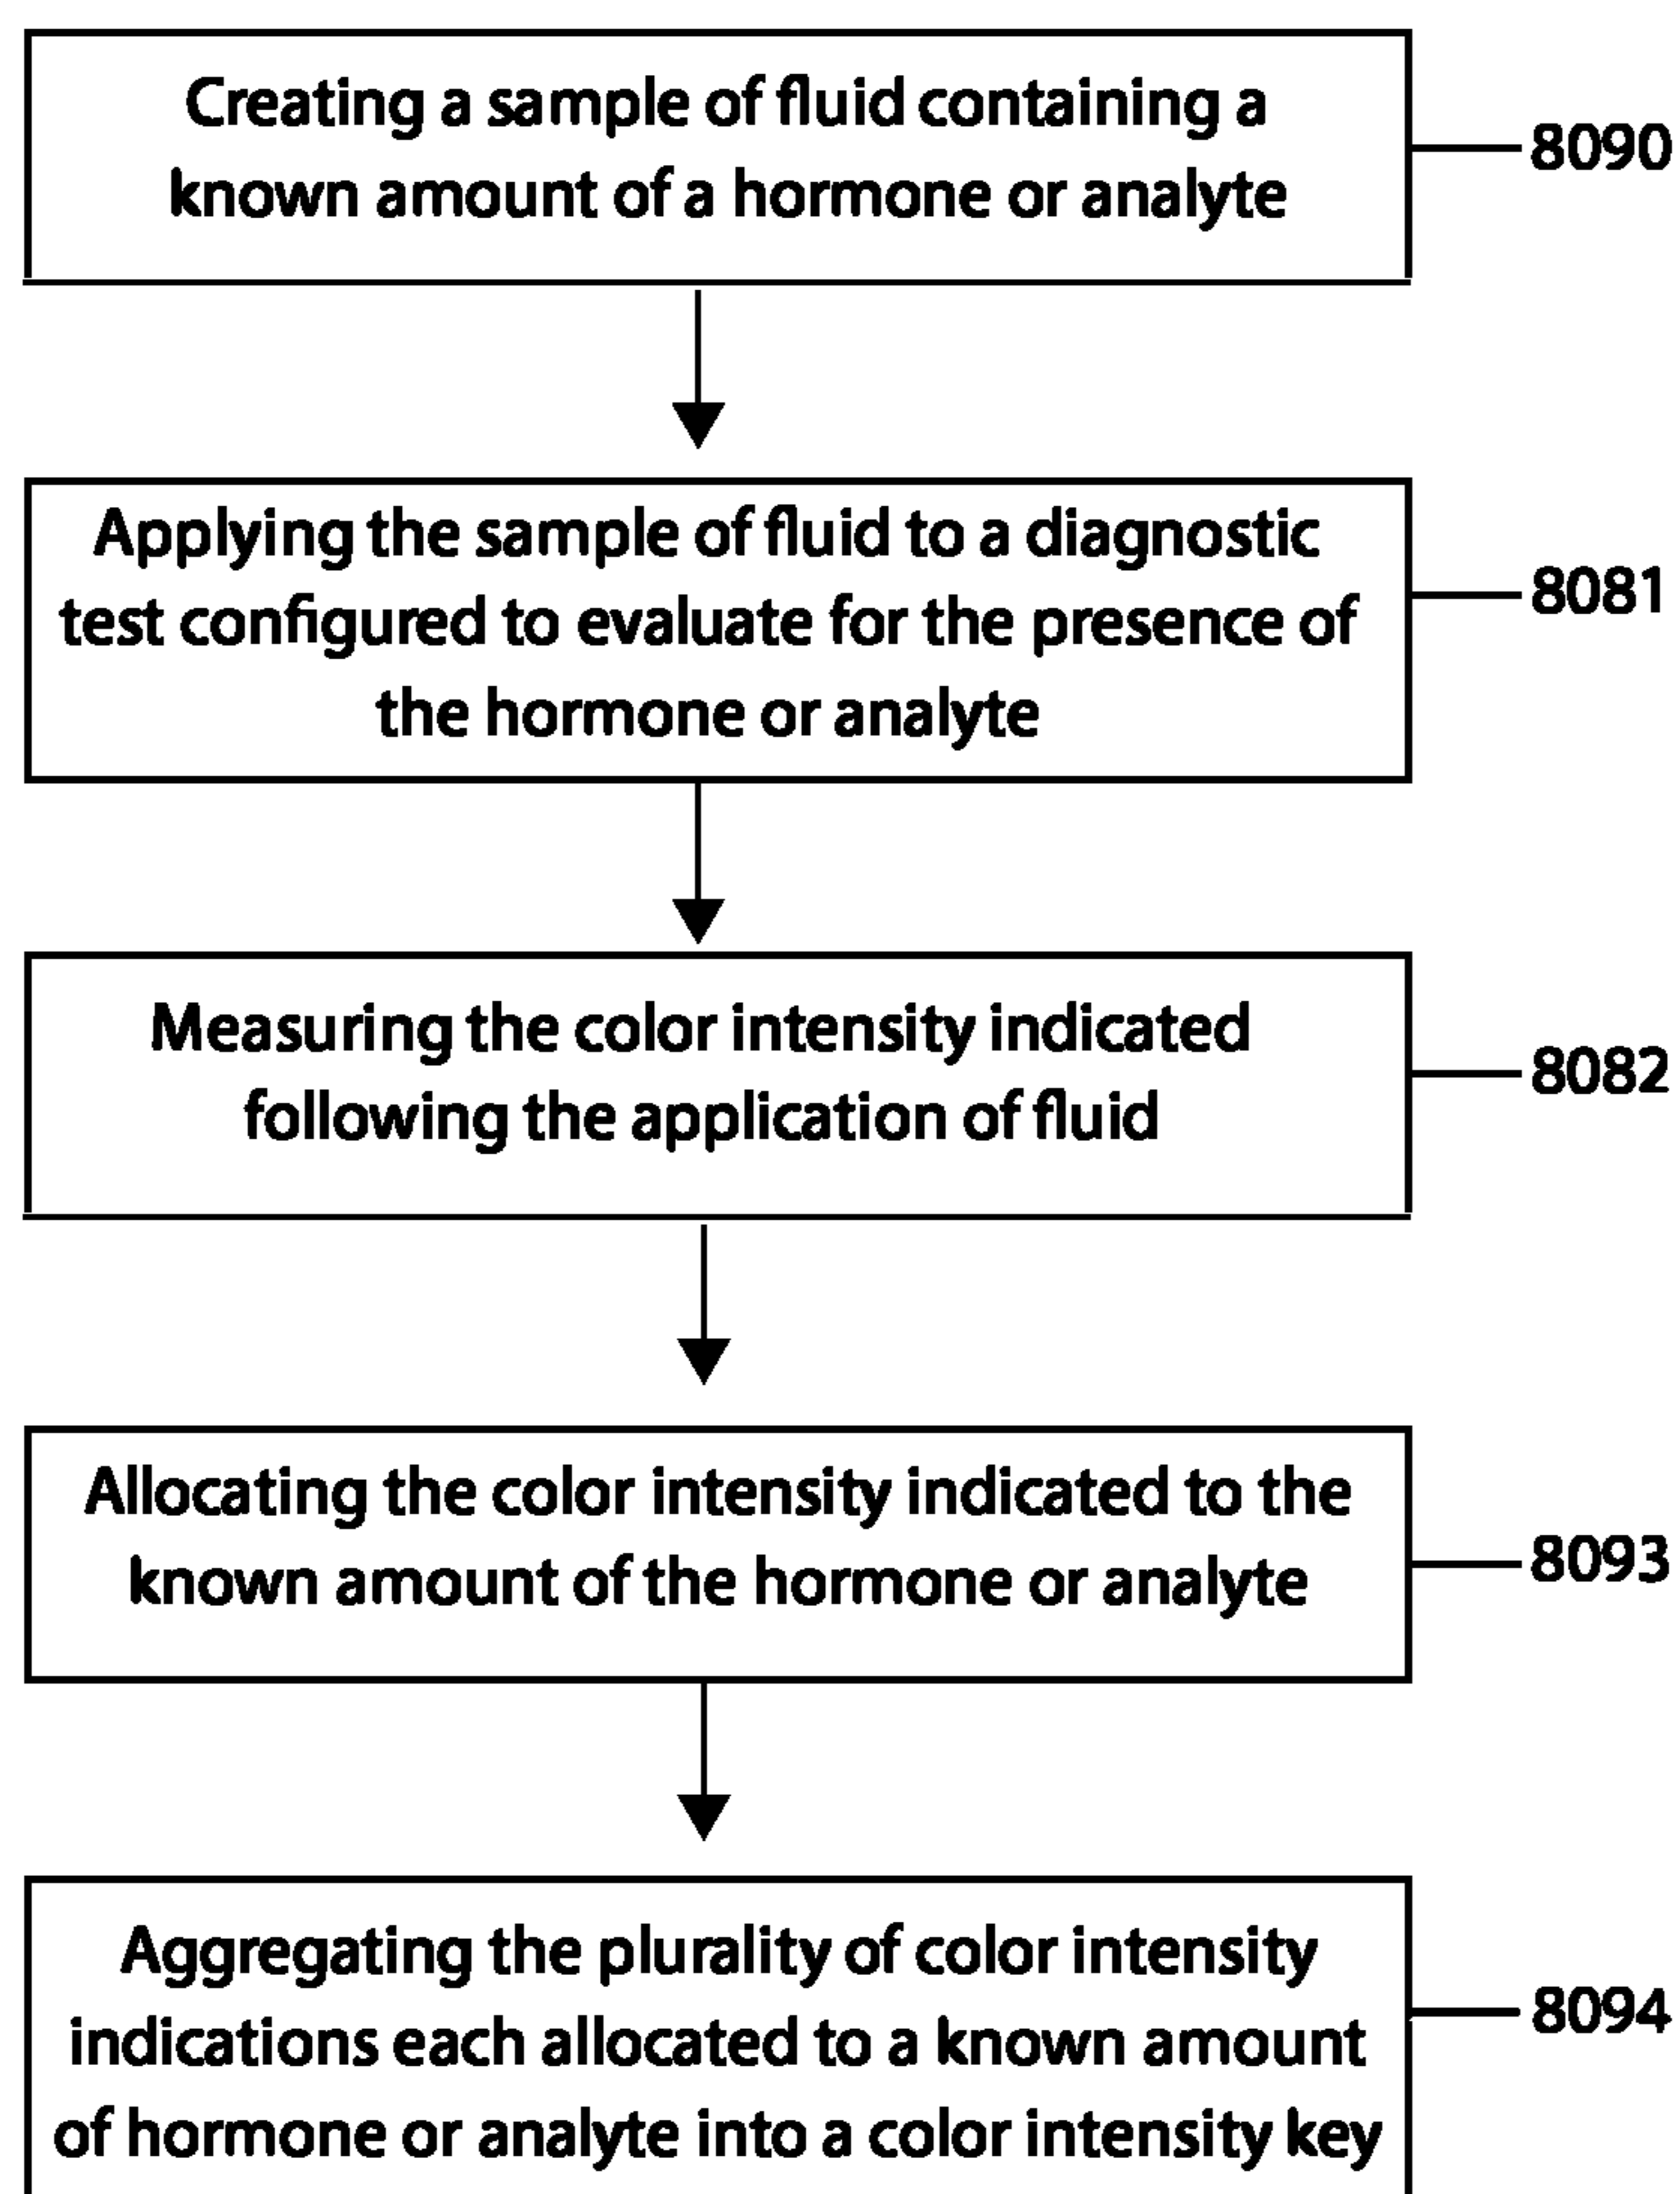 Creating a sample of fluid containing a
known amount of a hormone or analyte
8090
Applying the sample of fluid to a diagnostic
test configured to evaluate for the presence of
the hormone or analyte
8081
Measuring the color intensity indicated
following the application of fluid
8082
Allocating the color intensity indicated to the
known amount of the hormone or analyte
8093
Aggregating the plurality of color intensity
indications each allocated to a known amount
of hormone or analyte into a color intensity key
8094